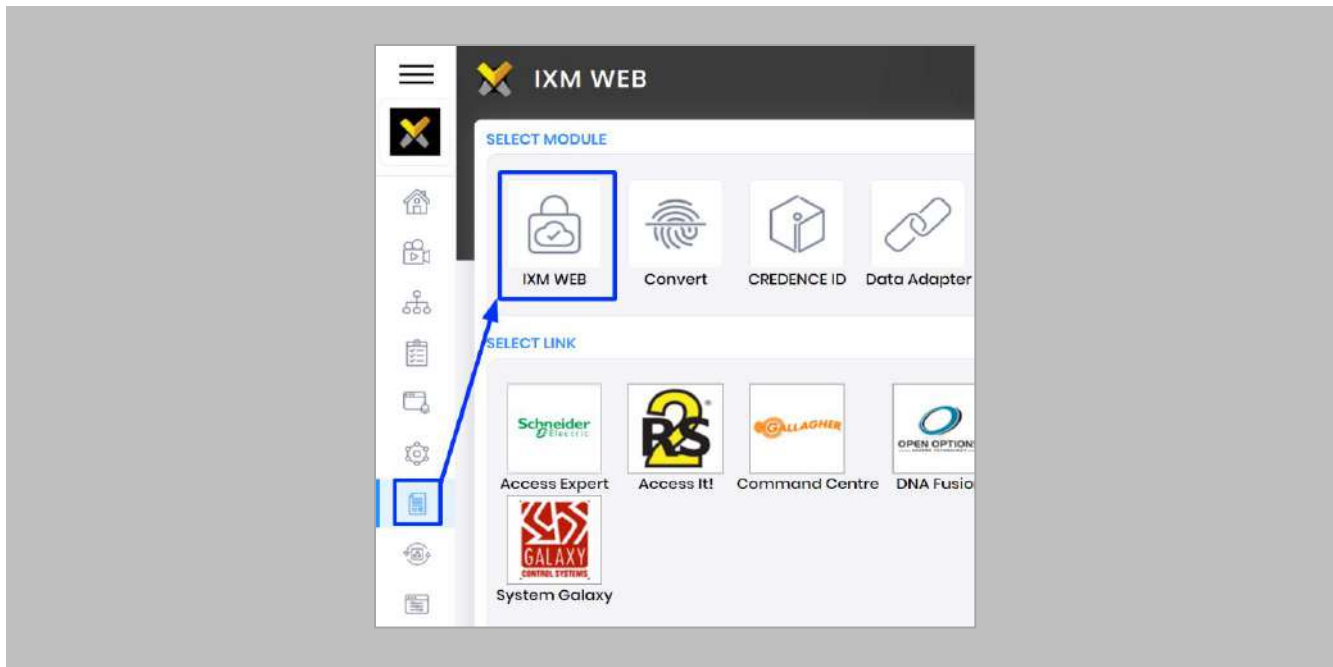 IXM WEB
SELECT MODULE
IXM WEB Convert CREDENCE ID Data Adapter
SELECT LINK
Schneider Electric
RS2
GALLAGHER
OPEN OPTIONS
Access Expert Access It! Command Centre DNA Fusio
GALAXY
CONTROL SYSTEMS
System Galaxy